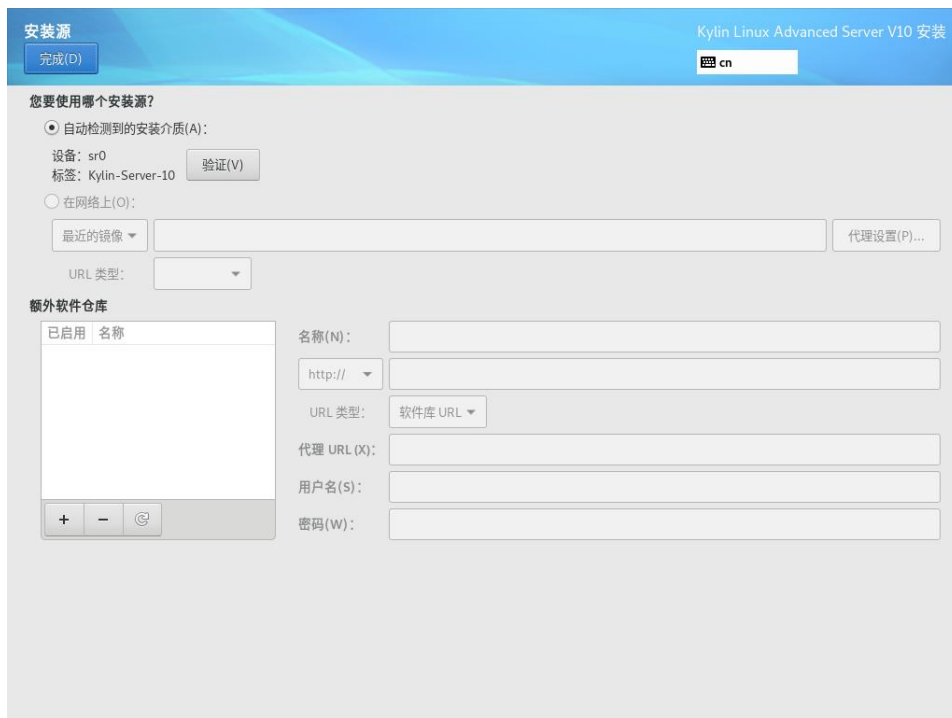 安装源
Kylin Linux Advanced Server V10 安装
完成(D)
cn
您要使用哪个安装源?
自动检测到的安装介质(A):
设备: sr0
标签: Kylin-Server-10
验证(V)
在网络上(O):
最近的镜像
代理设置(P)...
URL 类型:
额外软件仓库
已启用 名称
名称(N):
http://
URL 类型: 软件库 URL
代理 URL (X):
用户名(S):
密码(W):